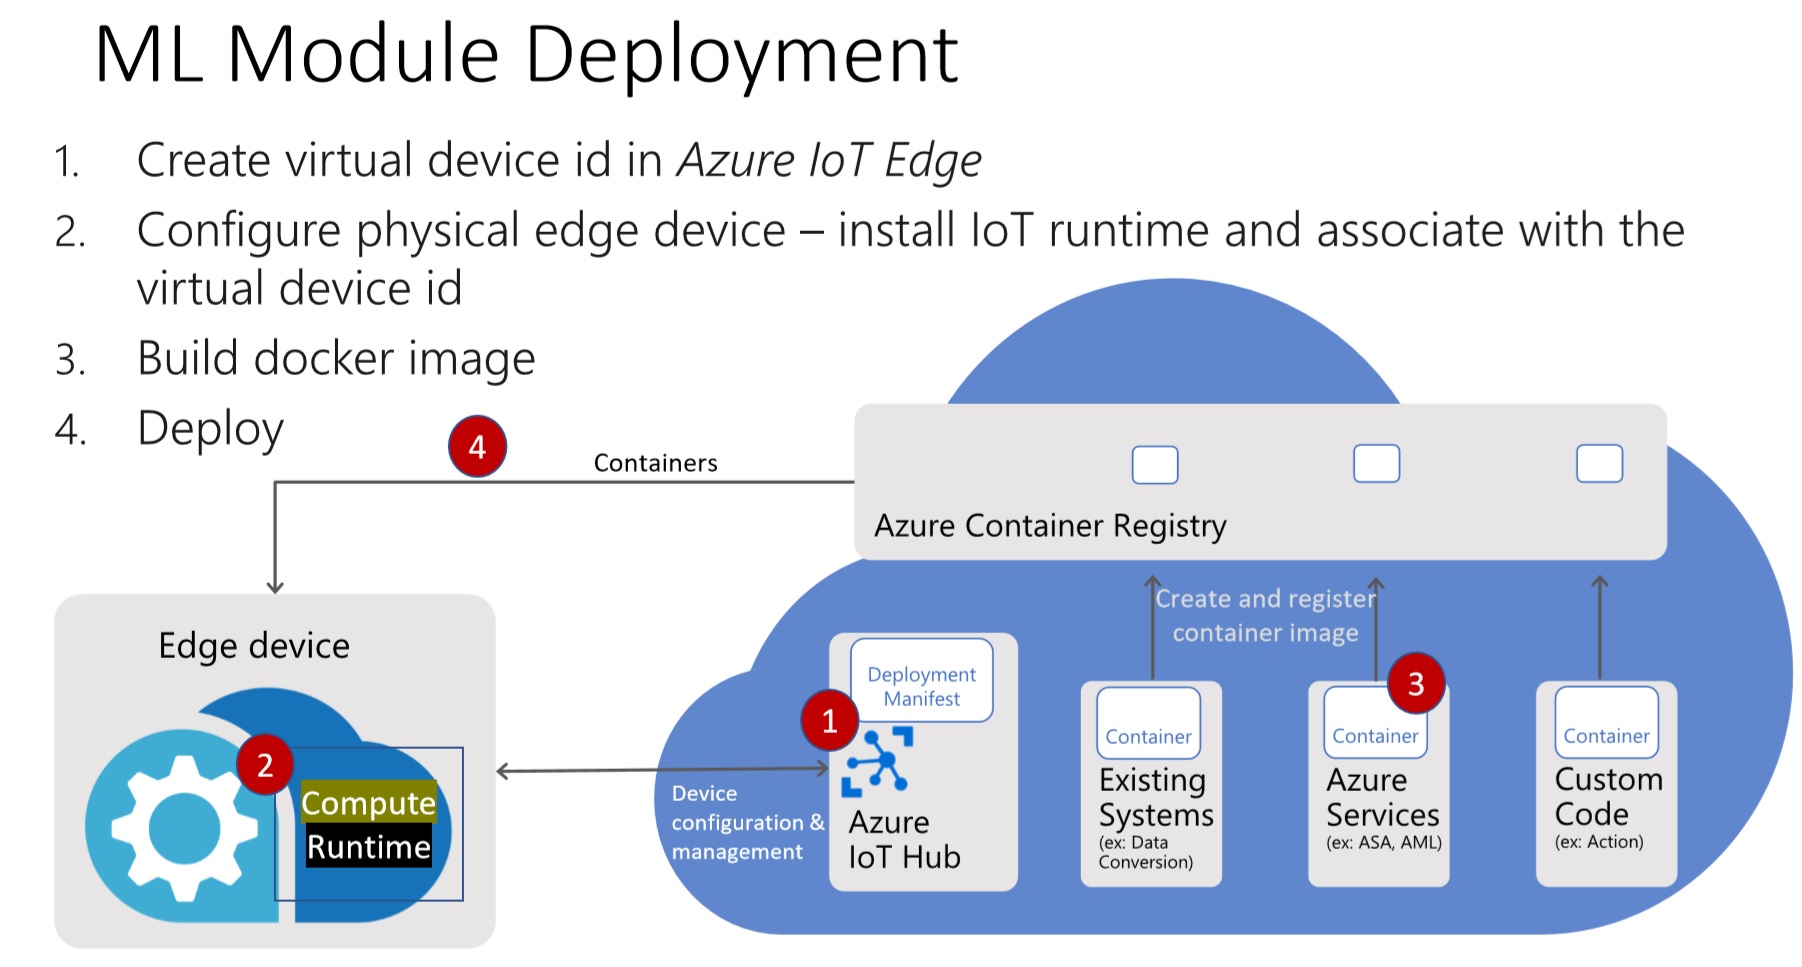 ML Module Deployment
1. Create virtual device id in Azure IoT Edge
2. Configure physical edge device – install IoT runtime and associate with the
virtual device id
3. Build docker image
4. Deploy
4
Containers
Azure Container Registry
Create and register
container image
Edge device
2
Compute
Runtime
Device
configuration &
management
1
Deployment
Manifest
Azure
IoT Hub
Container
Existing
Systems
(ex: Data
Conversion)
3
Container
Azure
Services
(ex: ASA, AML)
Container
Custom
Code
(ex: Action)